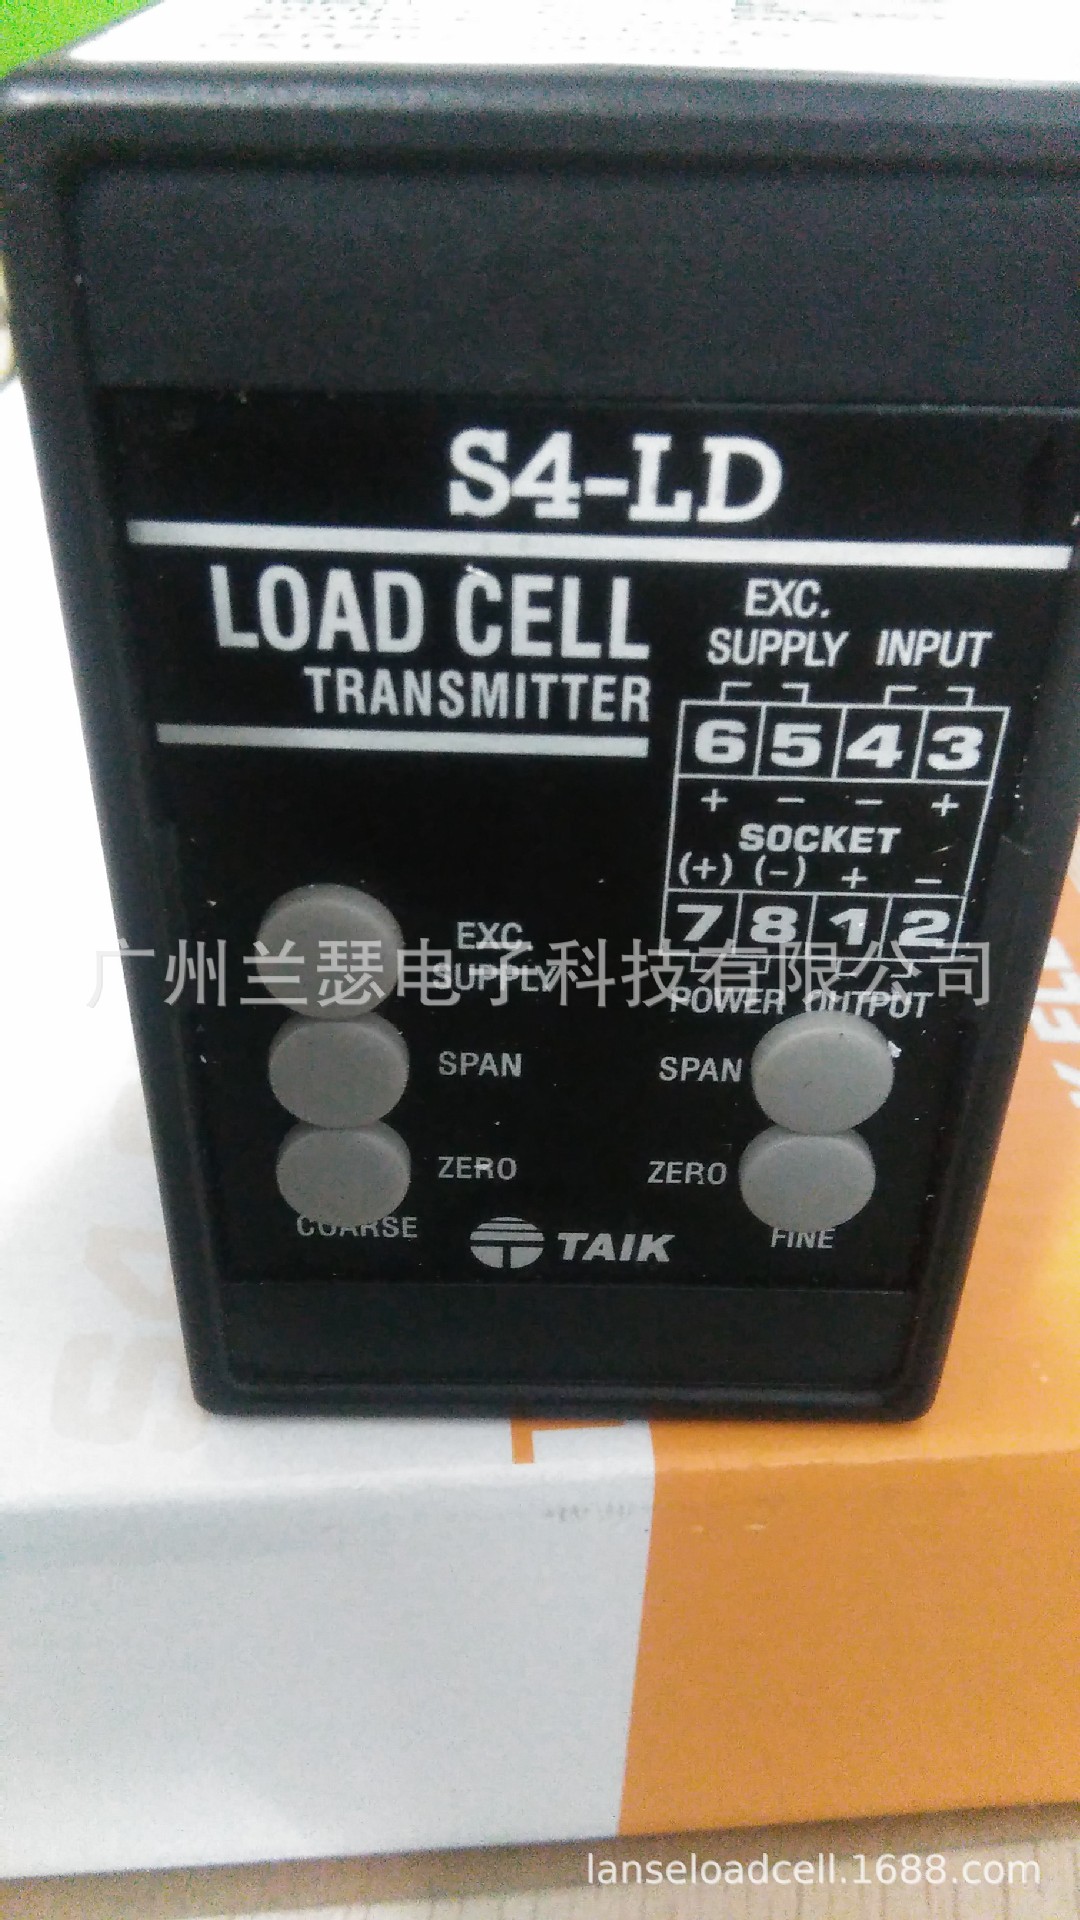 S4-LD
LOAD CELL
TRANSMITTER
EXC.
SUPPLY INPUT
6 5 4 3
+ - - +
SOCKET
(+) (-) + -
7 8 1 2
POWER OUTPUT
EXC.
SUPPLY
广州兰瑟电子科技有限公司
SPAN SPAN
ZERO ZERO
COARSE FINE
TAIK
lanseloadcell.1688.com